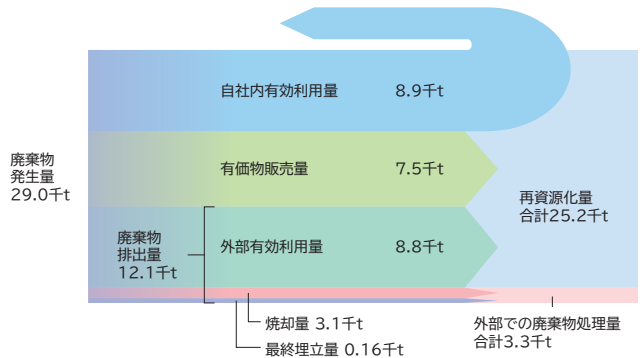 自社内有効利用量 8.9千t
廃棄物
発生量
29.0千t
有価物販売量 7.5千t
再資源化量
合計25.2千t
廃棄物
排出量
12.1千t
外部有効利用量 8.8千t
焼却量 3.1千t
最終埋立量 0.16千t
外部での廃棄物処理量
合計3.3千t